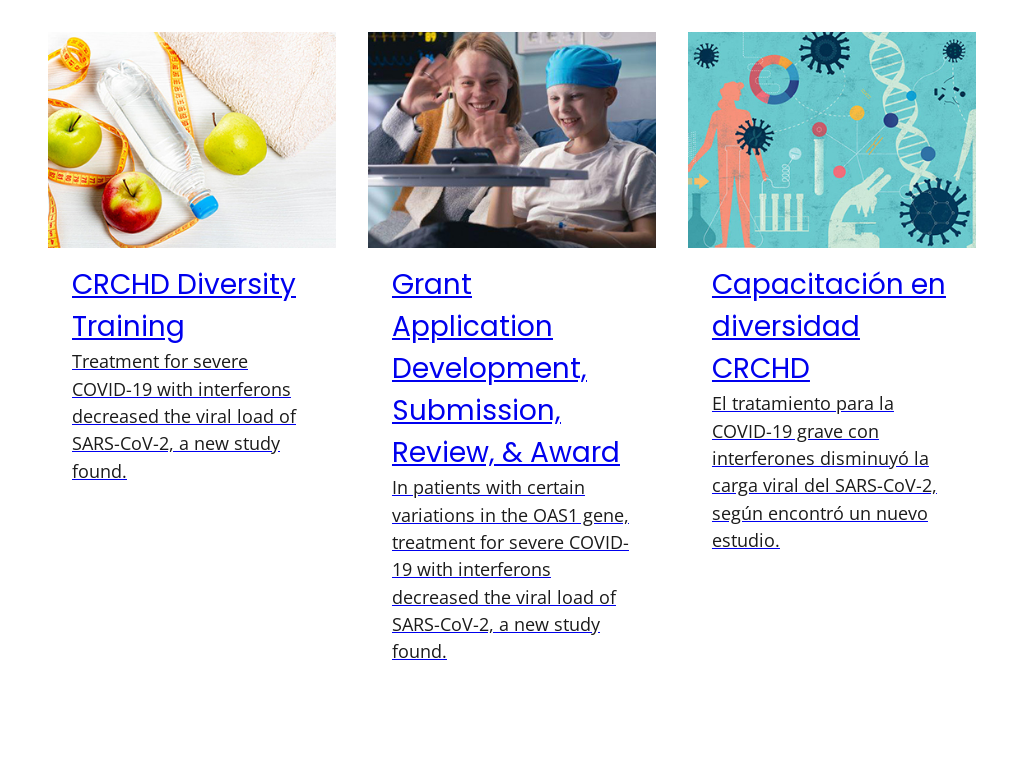 CRCHD Diversity
Training
Treatment for severe
COVID-19 with interferons
decreased the viral load of
SARS-CoV-2, a new study
found.
Grant
Application
Development,
Submission,
Review, & Award
In patients with certain
variations in the OAS1 gene,
treatment for severe COVID-
19 with interferons
decreased the viral load of
SARS-CoV-2, a new study
found.
Capacitación en
diversidad
CRCHD
El tratamiento para la
COVID-19 grave con
interferones disminuyó la
carga viral del SARS-CoV-2,
según encontró un nuevo
estudio.